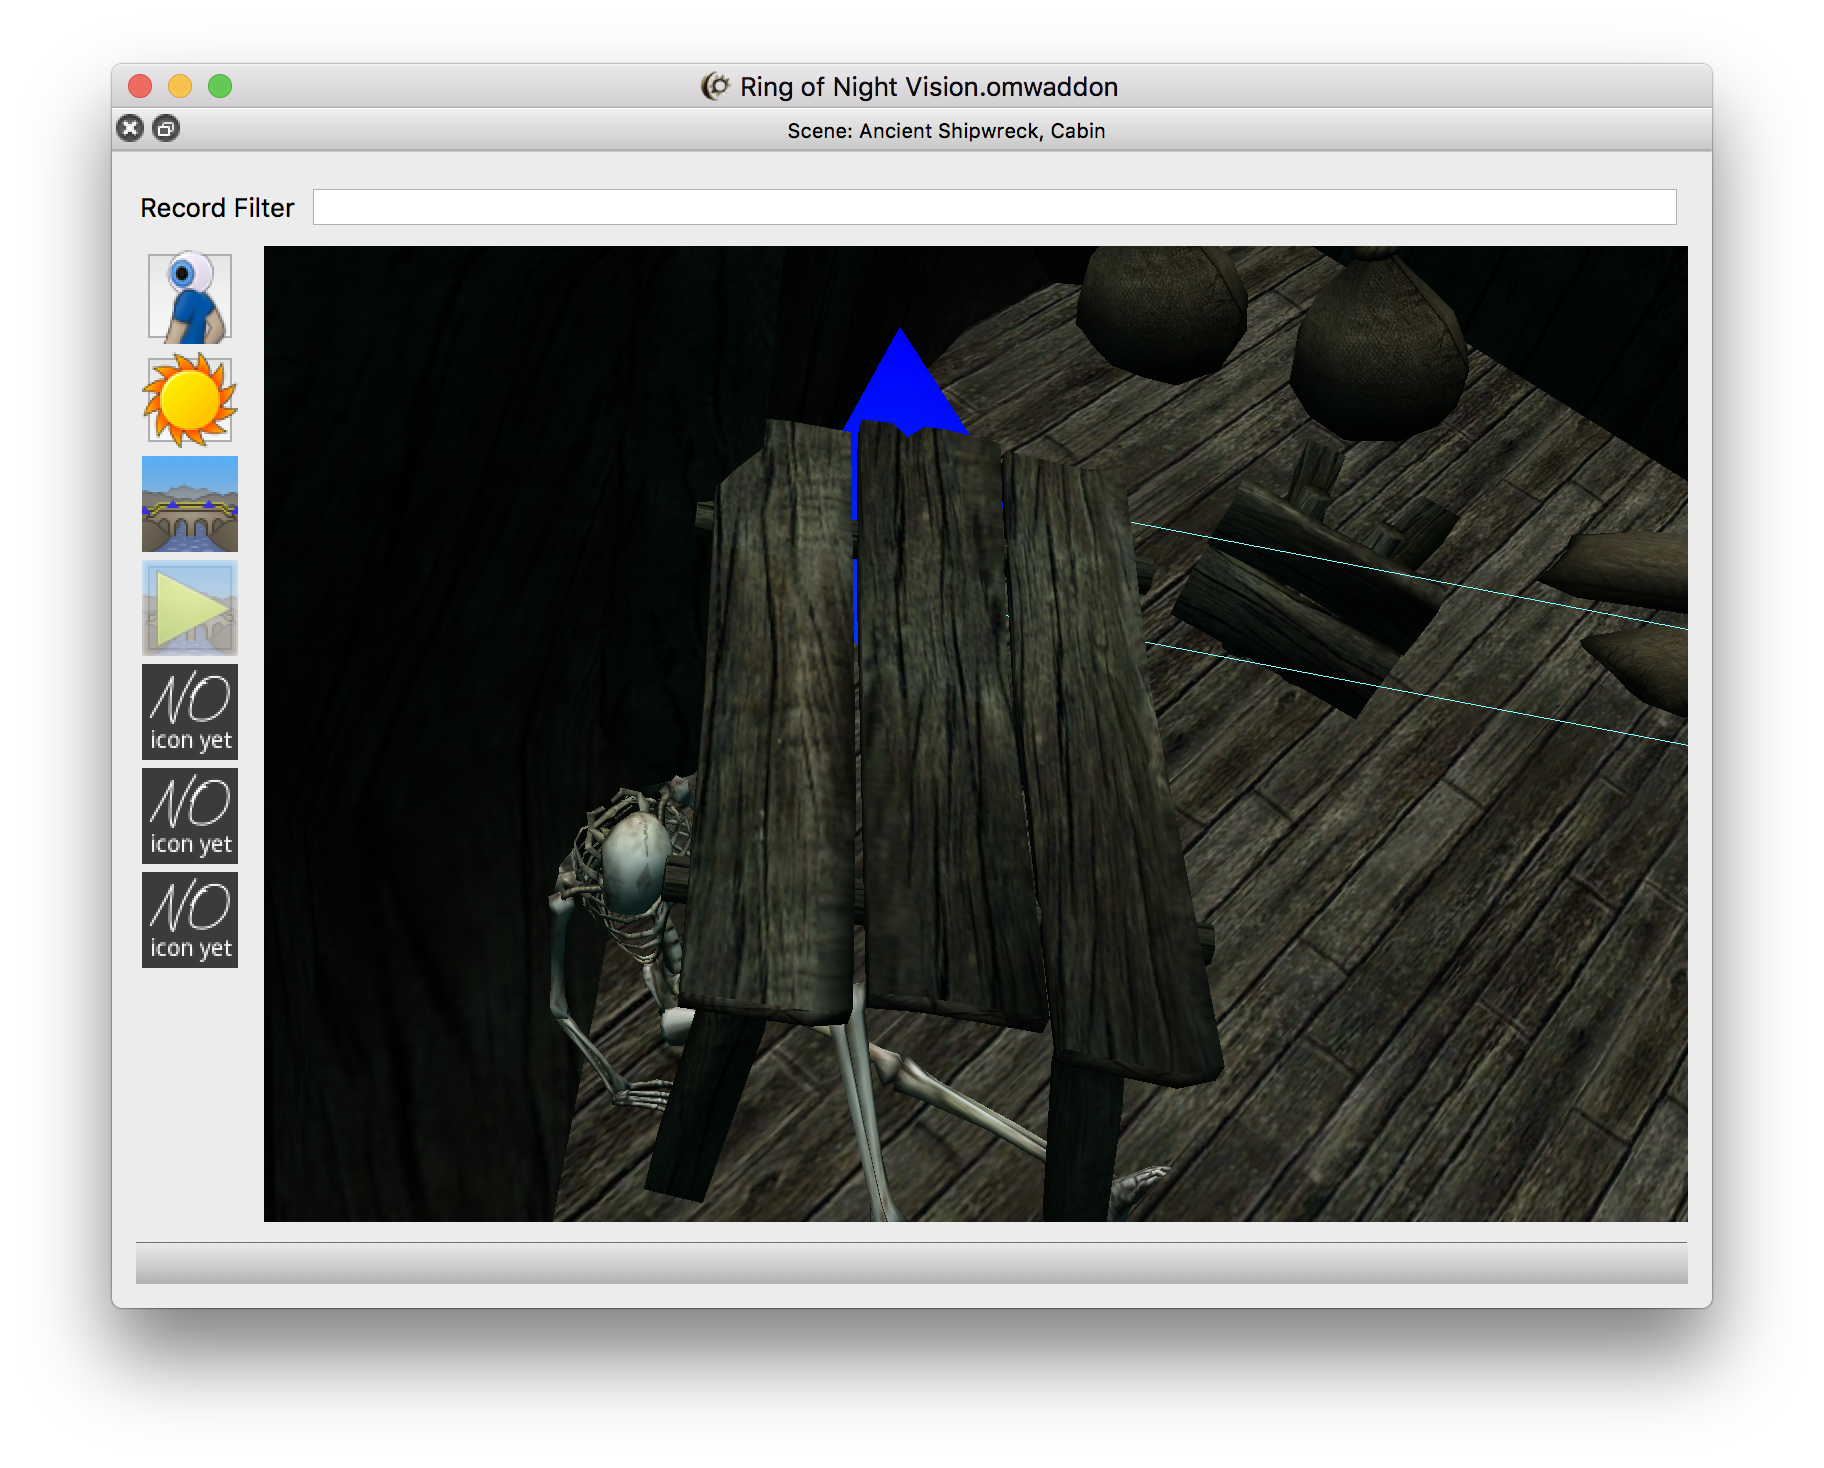 Ring of Night Vision.omwaddon
Scene: Ancient Shipwreck, Cabin
Record Filter
NO
icon yet
NO
icon yet
NO
icon yet